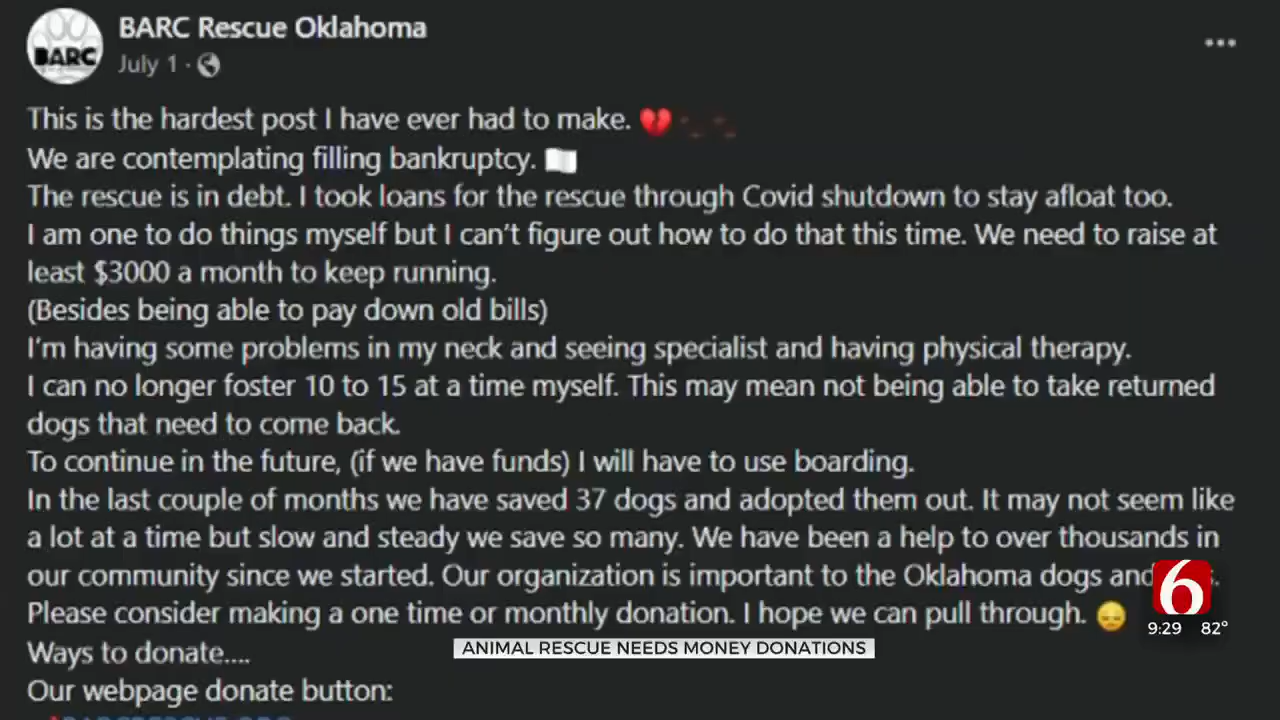 BARC
BARC Rescue Oklahoma
July 1 ·
This is the hardest post I have ever had to make. 💔
We are contemplating filling bankruptcy. 🏳
The rescue is in debt. I took loans for the rescue through Covid shutdown to stay afloat too.
I am one to do things myself but I can't figure out how to do that this time. We need to raise at
least $3000 a month to keep running.
(Besides being able to pay down old bills)
I'm having some problems in my neck and seeing specialist and having physical therapy.
I can no longer foster 10 to 15 at a time myself. This may mean not being able to take returned
dogs that need to come back.
To continue in the future, (if we have funds) I will have to use boarding.
In the last couple of months we have saved 37 dogs and adopted them out. It may not seem like
a lot at a time but slow and steady we save so many. We have been a help to over thousands in
our community since we started. Our organization is important to the Oklahoma dogs and
Please consider making a one time or monthly donation. I hope we can pull through. 😞
Ways to donate....
Our webpage donate button:
6
9:29 82°
ANIMAL RESCUE NEEDS MONEY DONATIONS